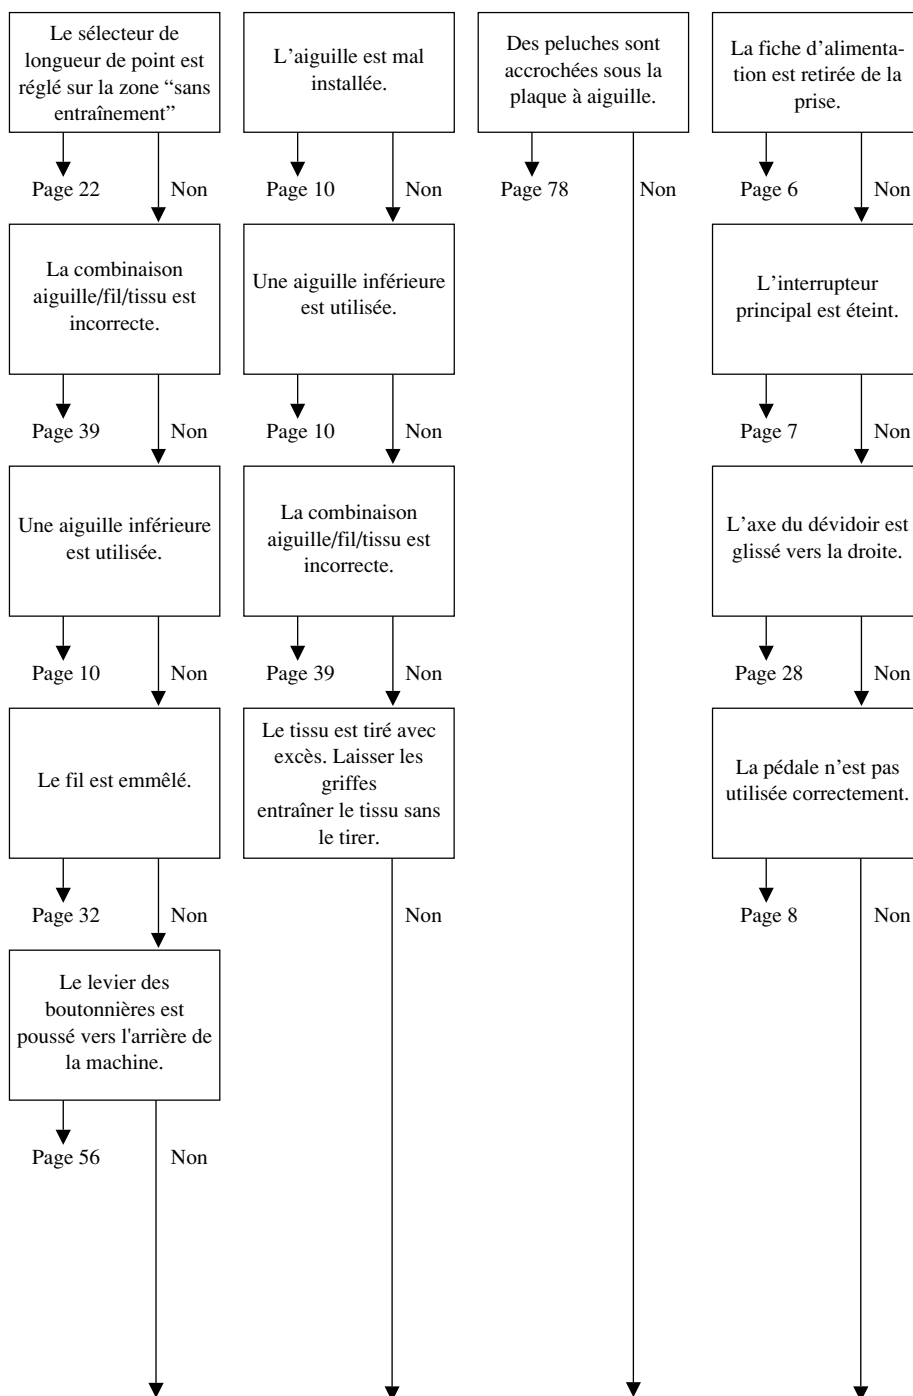 Le sélecteur de
longueur de point est
réglé sur la zone “sans
entraînement”
Page 22
Non
La combinaison
aiguille/fil/tissu est
incorrecte.
Page 39
Non
Une aiguille inférieure
est utilisée.
Page 10
Non
Le fil est emmêlé.
Page 32
Non
Le levier des
boutonnières est
poussé vers l'arrière de
la machine.
Page 56
Non
L’aiguille est mal
installée.
Page 10
Non
Une aiguille inférieure
est utilisée.
Page 10
Non
La combinaison
aiguille/fil/tissu est
incorrecte.
Page 39
Non
Le tissu est tiré avec
excès. Laisser les
griffes
entraîner le tissu sans
le tirer.
Non
Des peluches sont
accrochées sous la
plaque à aiguille.
Page 78
Non
La fiche d’alimenta-
tion est retirée de la
prise.
Page 6
Non
L’interrupteur
principal est éteint.
Page 7
Non
L’axe du dévidoir est
glissé vers la droite.
Page 28
Non
La pédale n’est pas
utilisée correctement.
Page 8
Non